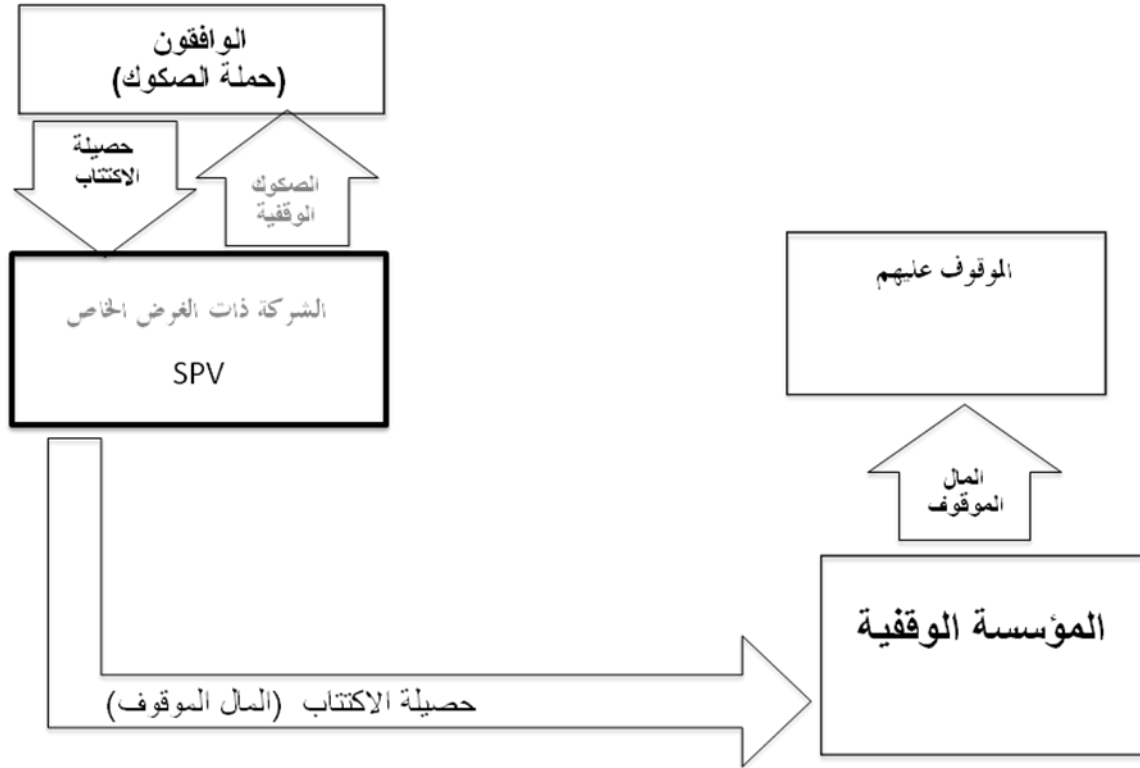 الوافقون
(حملة الصكوك)
حصيلة
الاكتتاب
الصكوك
الوقفية
الشركة ذات الغرض الخاص
SPV
الموقوف عليهم
المال
الموقوف
المؤسسة الوقفية
حصيلة الاكتتاب (المال الموقوف)